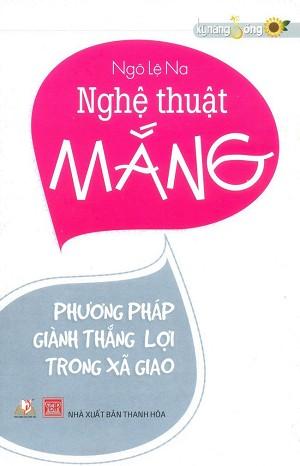 kỹ năng sống
Ngô Lệ Na
Nghệ thuật
MẮNG
PHƯƠNG PHÁP
GIÀNH THẮNG LỢI
TRONG XÃ GIAO
NHÀ XUẤT BẢN THANH HÓA